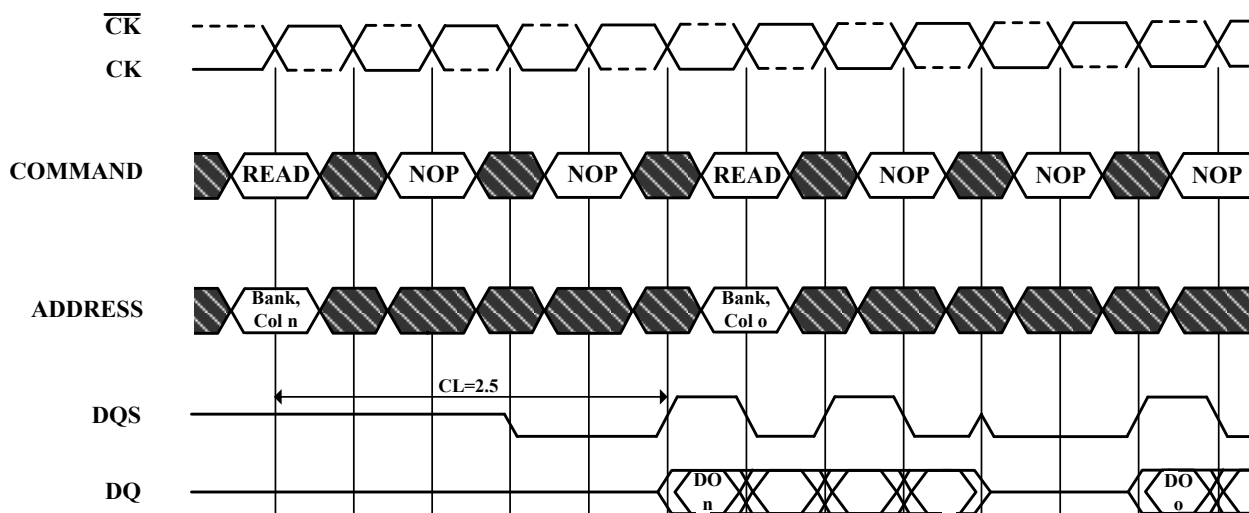 C̅K̅
CK
COMMAND READ NOP NOP READ NOP NOP NOP
ADDRESS Bank, Col n Bank, Col o
CL=2.5
DQS
DQ DO n DO o